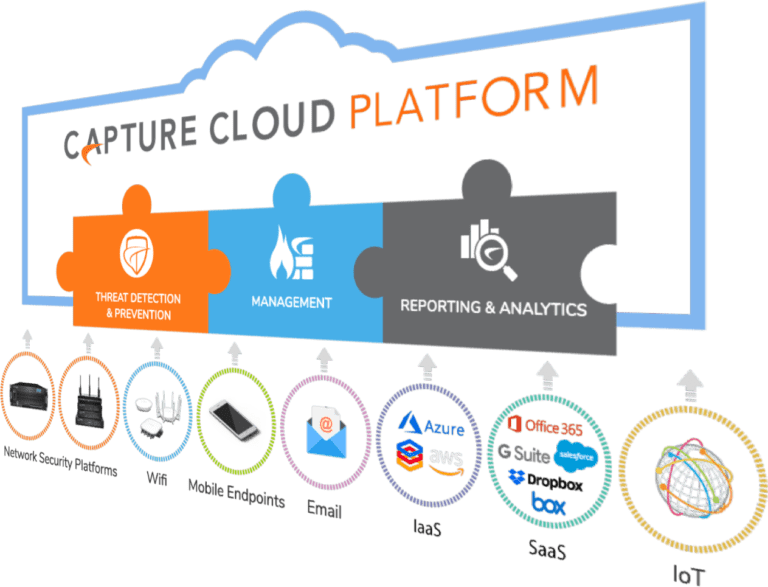 CAPTURE CLOUD PLATFORM
THREAT DETECTION
& PREVENTION
MANAGEMENT
REPORTING & ANALYTICS
@
Azure
aws
Office 365
G Suite
salesforce
Dropbox
box
Network Security Platforms
Wifi
Mobile Endpoints
Email
IaaS
SaaS
IoT